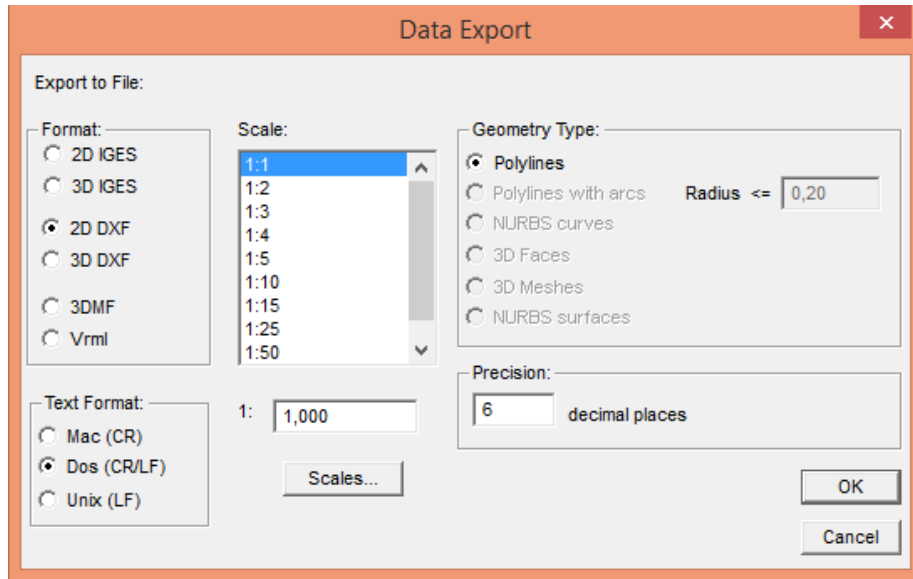 Data Export
Export to File:
Format:
2D IGES
3D IGES
2D DXF
3D DXF
3DMF
Vrml
Text Format:
Mac (CR)
Dos (CR/LF)
Unix (LF)
Scale:
1:1
1:2
1:3
1:4
1:5
1:10
1:15
1:25
1:50
1: 1,000
Scales...
Geometry Type:
Polylines
Polylines with arcs Radius <= 0,20
NURBS curves
3D Faces
3D Meshes
NURBS surfaces
Precision:
6 decimal places
OK
Cancel